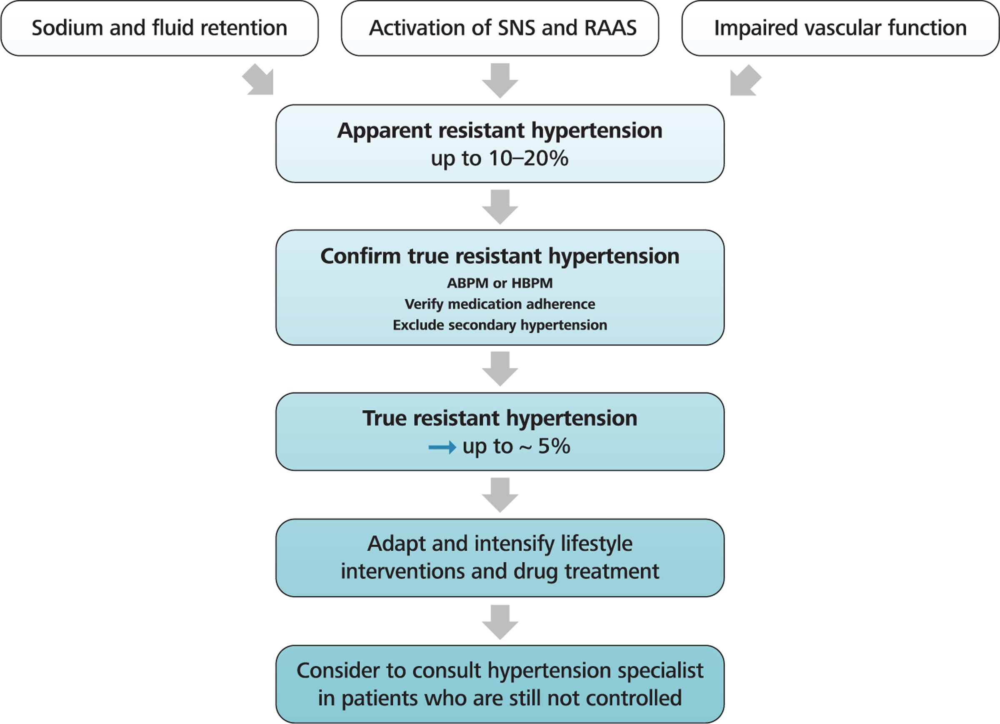 Sodium and fluid retention
Activation of SNS and RAAS
Impaired vascular function
Apparent resistant hypertension
up to 10–20%
Confirm true resistant hypertension
ABPM or HBPM
Verify medication adherence
Exclude secondary hypertension
True resistant hypertension
up to ~ 5%
Adapt and intensify lifestyle
interventions and drug treatment
Consider to consult hypertension specialist
in patients who are still not controlled